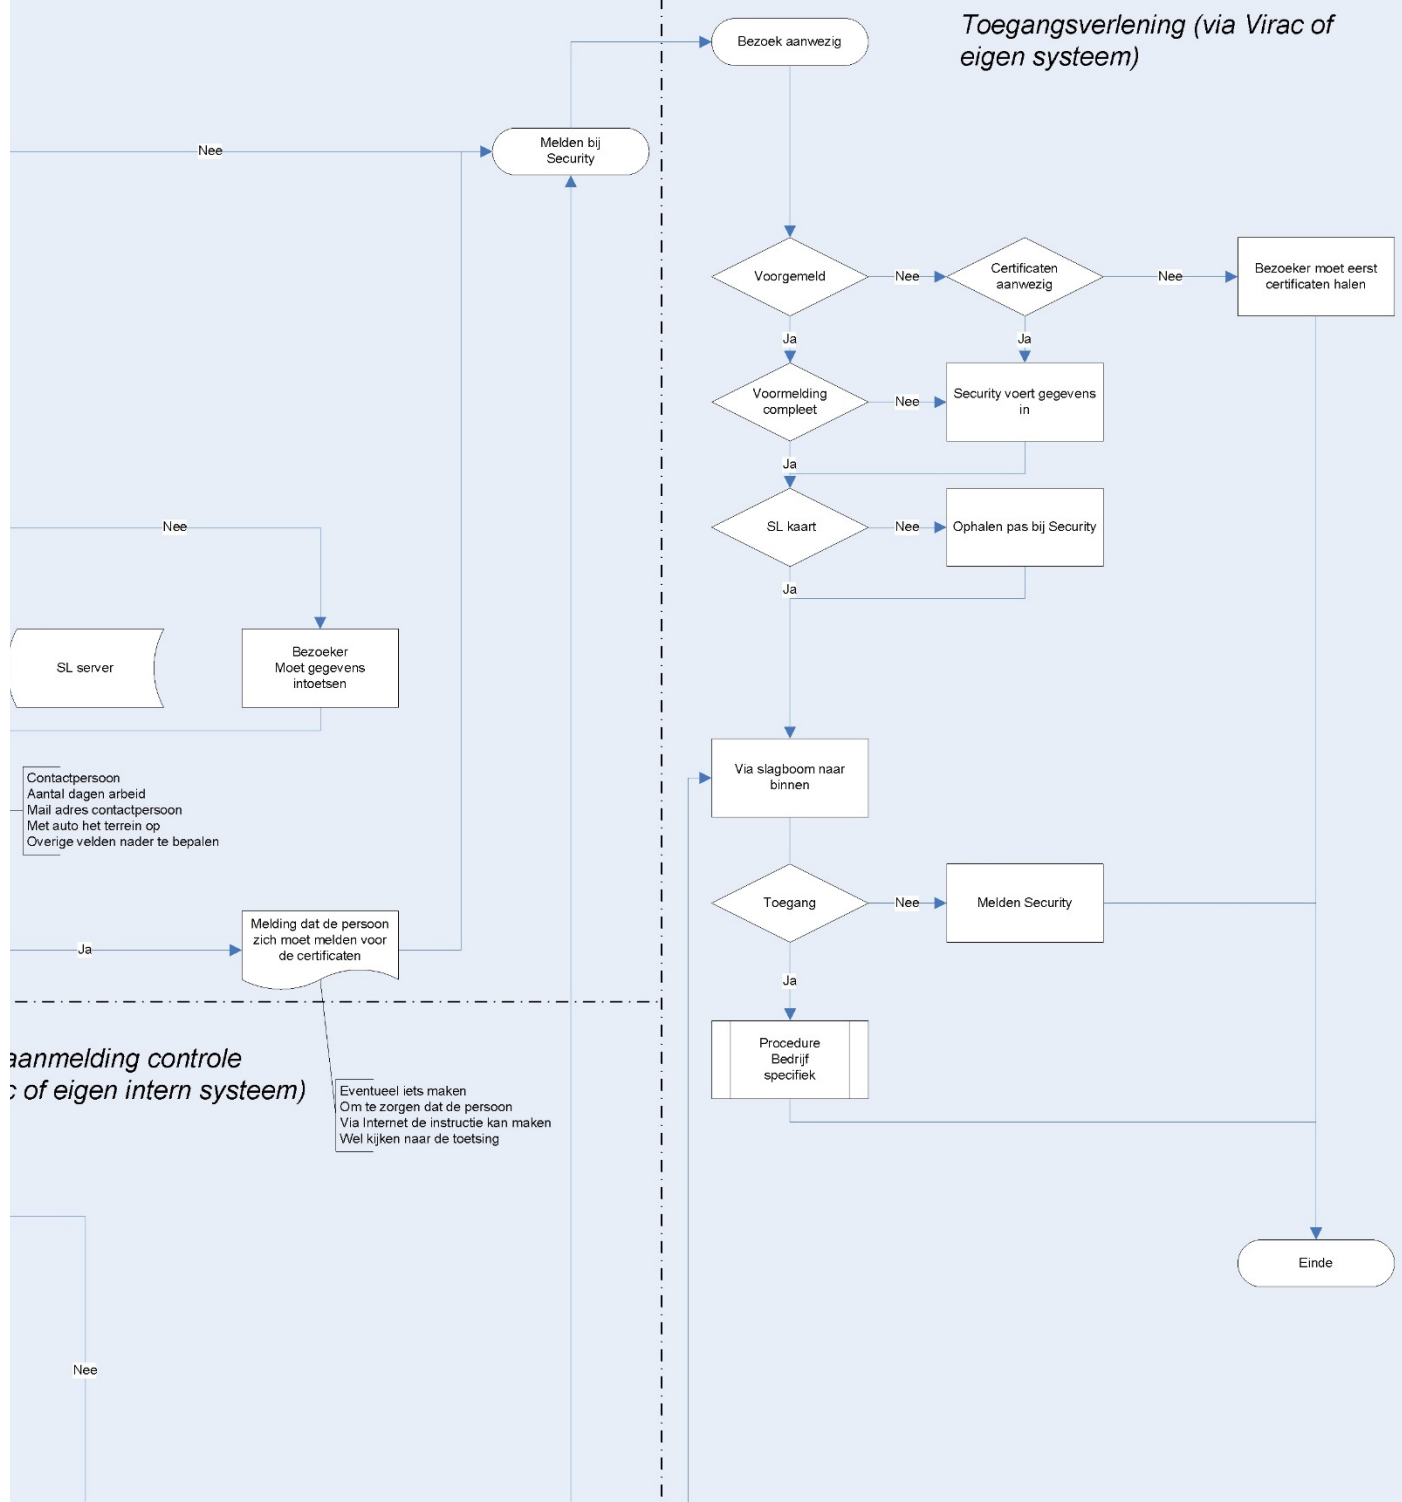 Toegangsverlening (via Virac of
eigen systeem)
Bezoek aanwezig
Melden bij
Security
Nee
Voorgemeld
Nee
Certificaten
aanwezig
Nee
Bezoeker moet eerst
certificaten halen
Ja
Ja
Voormelding
compleet
Nee
Security voert gegevens
in
Ja
SL kaart
Nee
Ophalen pas bij Security
Ja
Nee
SL server
Bezoeker
Moet gegevens
intoetsen
Contactpersoon
Aantal dagen arbeid
Mail adres contactpersoon
Met auto het terrein op
Overige velden nader te bepalen
Via slagboom naar
binnen
Toegang
Nee
Melden Security
Ja
Melding dat de persoon
zich moet melden voor
de certificaten
Ja
Procedure
Bedrijf
specifiek
aanmelding controle
c of eigen intern systeem)
Eventueel iets maken
Om te zorgen dat de persoon
Via Internet de instructie kan maken
Wel kijken naar de toetsing
Einde
Nee